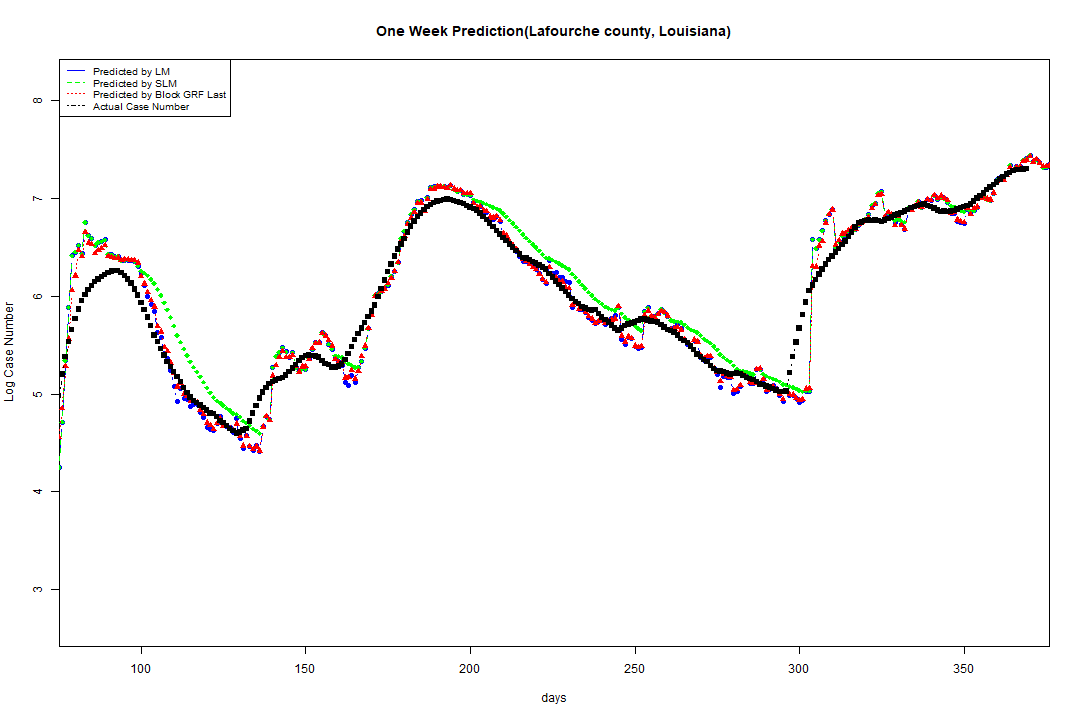 One Week Prediction(Lafourche county, Louisiana)
Predicted by LM
Predicted by SLM
Predicted by Block GRF Last
Actual Case Number
8
7
6
5
4
3
Log Case Number
100 150 200 250 300 350
days